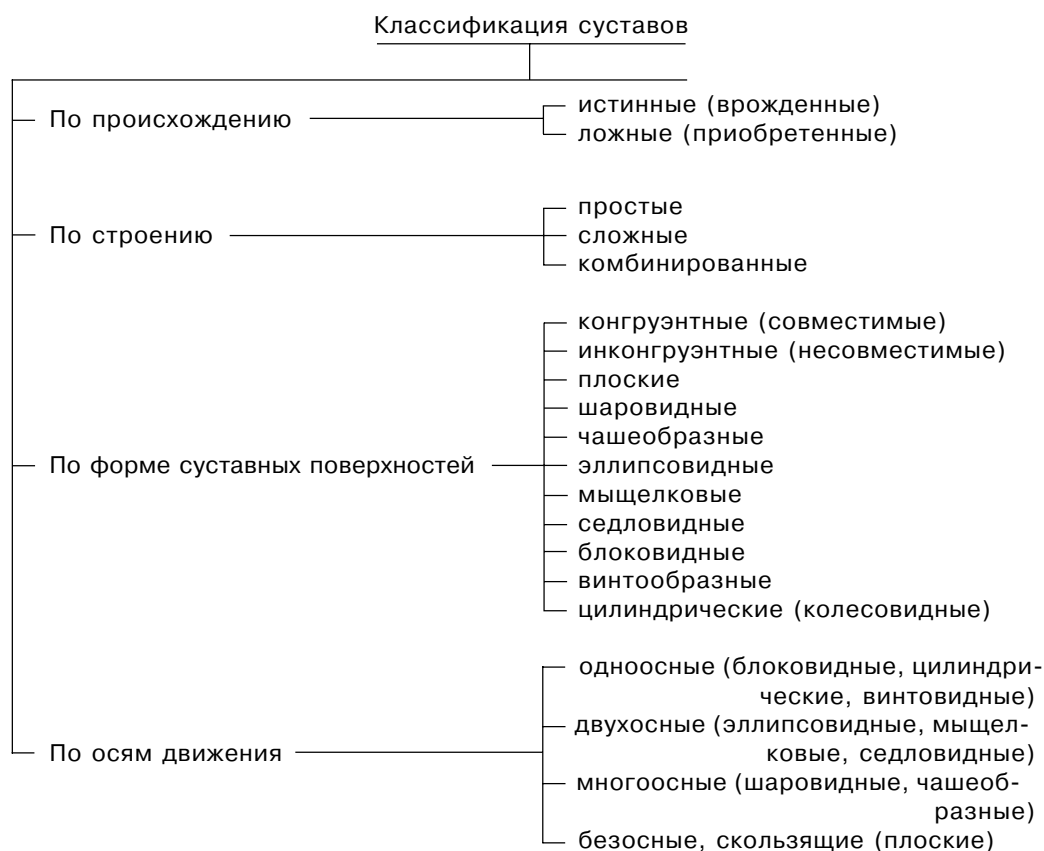 Классификация суставов
По происхождению
истинные (врожденные)
ложные (приобретенные)
По строению
простые
сложные
комбинированные
По форме суставных поверхностей
конгруэнтные (совместимые)
инконгруэнтные (несовместимые)
плоские
шаровидные
чашеобразные
эллипсовидные
мыщелковые
седловидные
блоковидные
винтообразные
цилиндрические (колесовидные)
По осям движения
одноосные (блоковидные, цилиндри-
ческие, винтовидные)
двухосные (эллипсовидные, мыщел-
ковые, седловидные)
многоосные (шаровидные, чашеоб-
разные)
безосные, скользящие (плоские)